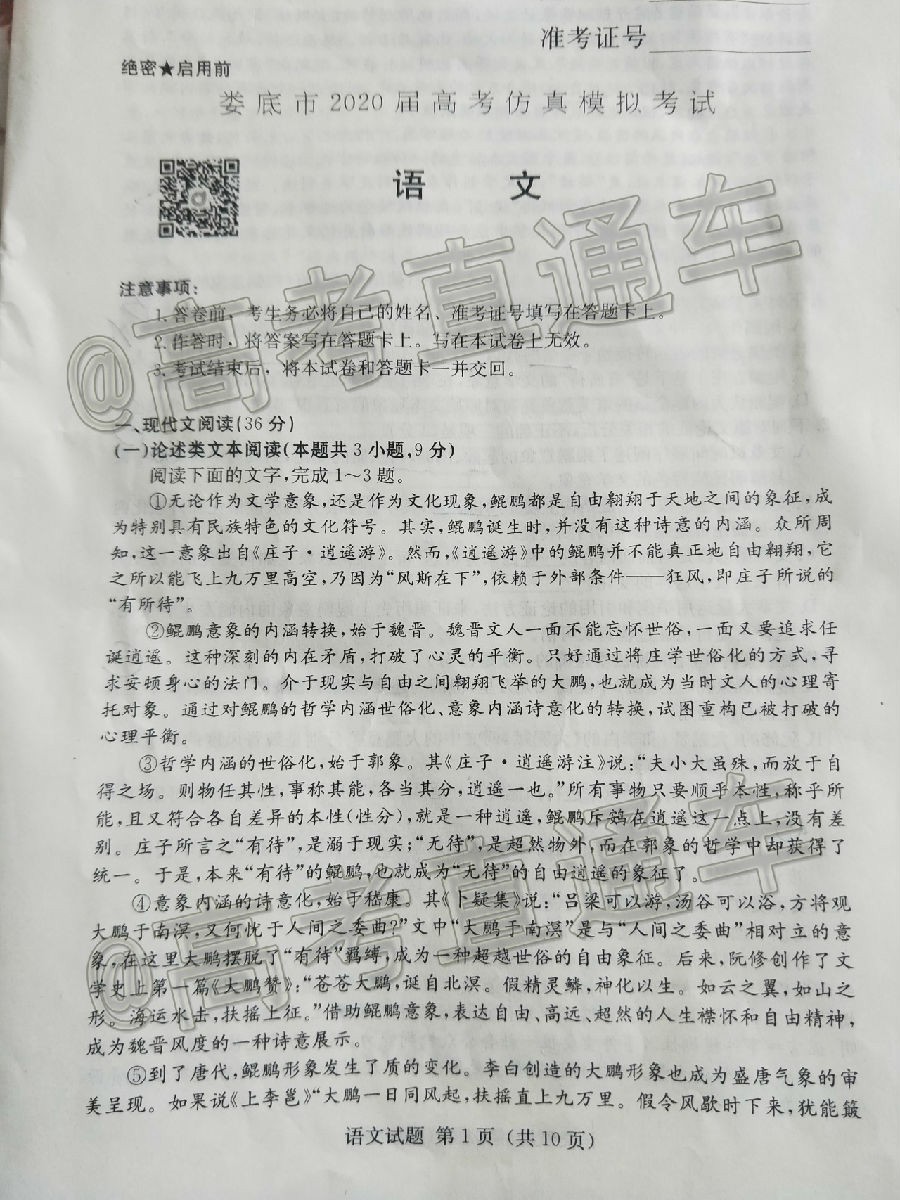 准考证号
绝密★启用前
娄底市2020届高考仿真模拟考试
语 文
注意事项：
1.答卷前，考生务必将自己的姓名、准考证号填写在答题卡上。
2.作答时，将答案写在答题卡上。写在本试卷上无效。
3.考试结束后，将本试卷和答题卡一并交回。
一、现代文阅读(36分)
(一)论述类文本阅读(本题共3小题,9分)
阅读下面的文字,完成1～3题。
①无论作为文学意象,还是作为文化现象,鲲鹏都是自由翱翔于天地之间的象征,成
为特别具有民族特色的文化符号。其实,鲲鹏诞生时,并没有这种诗意的内涵。众所周
知,这一意象出自《庄子·逍遥游》。然而,《逍遥游》中的鲲鹏并不能真正地自由翱翔,它
之所以能飞上九万里高空,乃因为“风斯在下”,依赖于外部条件——狂风,即庄子所说的
“有所待”。
②鲲鹏意象的内涵转换,始于魏晋。魏晋文人一面不能忘怀世俗,一面又要追求任
诞逍遥。这种深刻的内在矛盾,打破了心灵的平衡。只好通过将庄学世俗化的方式,寻
求安顿身心的法门。介于现实与自由之间翱翔飞举的大鹏,也就成为当时文人的心理寄
托对象。通过对鲲鹏的哲学内涵世俗化、意象内涵诗意化的转换,试图重构已被打破的
心理平衡。
③哲学内涵的世俗化,始于郭象。其《庄子·逍遥游注》说:“夫小大虽殊,而放于自
得之场。则物任其性,事称其能,各当其分,逍遥一也。”所有事物只要顺乎本性,称乎所
能,且又符合各自差异的本性(性分),就是一种逍遥,鲲鹏斥鷃在逍遥这一点上,没有差
别。庄子所言之“有待”,是溺于现实;“无待”,是超然物外,而在郭象的哲学中却获得了
统一。于是,本来“有待”的鲲鹏,也就成为“无待”的自由逍遥的象征了。
④意象内涵的诗意化,始于嵇康。其《卜疑集》说:“吕梁可以游,汤谷可以浴,方将观
大鹏于南溟,又何忧于人间之委曲?”文中“大鹏于南溟”是与“人间之委曲”相对立的意
象,在这里大鹏摆脱了“有待”羁缚,成为一种超越世俗的自由象征。后来,阮修创作了文
学史上第一篇《大鹏赞》:“苍苍大鹏,诞自北溟。假精灵鳞,神化以生。如云之翼,如山之
形。海运水击,扶摇上征。”借助鲲鹏意象,表达自由、高远、超然的人生襟怀和自由精神,
成为魏晋风度的一种诗意展示。
⑤到了唐代,鲲鹏形象发生了质的变化。李白创造的大鹏形象也成为盛唐气象的审
美呈现。如果说《上李邕》“大鹏一日同风起,扶摇直上九万里。假令风歇时下来,犹能簸
语文试题 第1页（共10页）
@高考直通车
@高考直通车